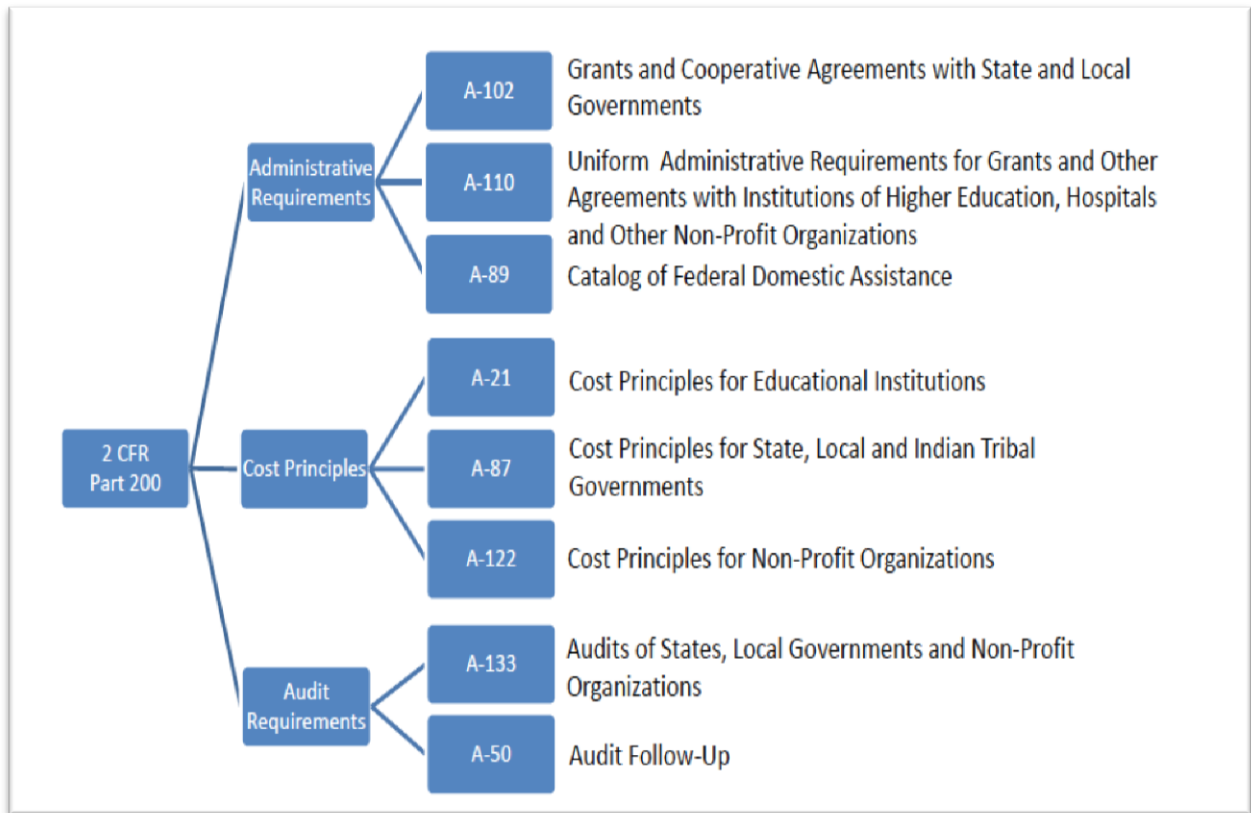 2 CFR
Part 200
Administrative
Requirements
A-102
Grants and Cooperative Agreements with State and Local
Governments
A-110
Uniform Administrative Requirements for Grants and Other
Agreements with Institutions of Higher Education, Hospitals
and Other Non-Profit Organizations
A-89
Catalog of Federal Domestic Assistance
Cost Principles
A-21
Cost Principles for Educational Institutions
A-87
Cost Principles for State, Local and Indian Tribal
Governments
A-122
Cost Principles for Non-Profit Organizations
Audit
Requirements
A-133
Audits of States, Local Governments and Non-Profit
Organizations
A-50
Audit Follow-Up